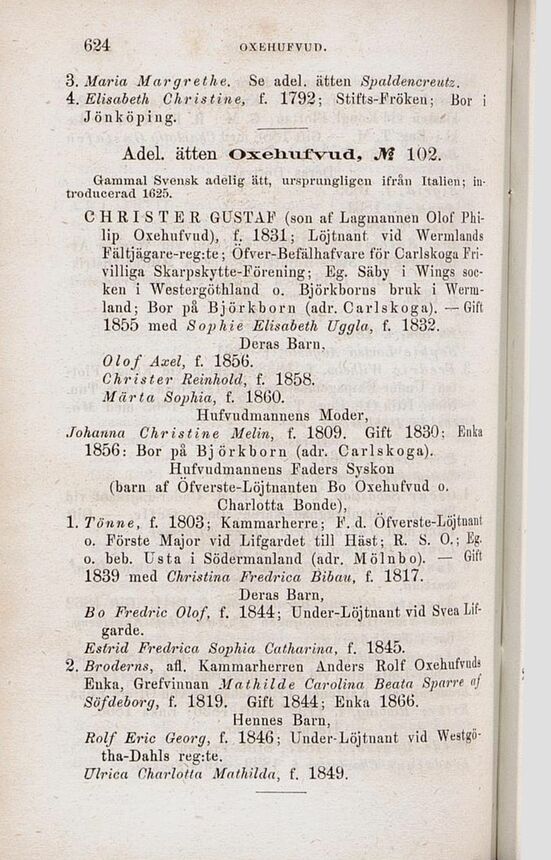 624
OXEHUFVUD.
3. Maria Margrethe. Se adel. ätten Spaldencreutz.
4. Elisabeth Christine, f. 1792; Stifts-Fröken; Bor i
Jönköping.
Adel. ätten Oxehufvud, № 102.
Gammal Svensk adelig ätt, ursprungligen ifrån Italien; in-
troducerad 1625.
CHRISTER GUSTAF (son af Lagmannen Olof Phi-
lip Oxehufvud), f. 1831; Löjtnant vid Wermlands
Fältjägare-reg:te; Öfver-Befälhafvare för Carlskoga Fri-
villiga Skarpskytte-Förening; Eg. Säby i Wings soc-
ken i Westergöthland o. Björkborns bruk i Werm-
land; Bor på Björkborn (adr. Carlskoga). — Gift
1855 med Sophie Elisabeth Uggla, f. 1832.
Deras Barn,
Olof Axel, f. 1856.
Christer Reinhold, f. 1858.
Märta Sophia, f. 1860.
Hufvudmannens Moder,
Johanna Christine Melin, f. 1809. Gift 1830; Enka
1856; Bor på Björkborn (adr. Carlskoga).
Hufvudmannens Faders Syskon
(barn af Öfverste-Löjtnanten Bo Oxehufvud o.
Charlotta Bonde),
1. Tönne, f. 1803; Kammarherre; F. d. Öfverste-Löjtnant
o. Förste Major vid Lifgardet till Häst; R. S. O.; Eg.
o. beb. Usta i Södermanland (adr. Mölnbo). — Gift
1839 med Christina Fredrica Bibau, f. 1817.
Deras Barn,
Bo Fredric Olof, f. 1844; Under-Löjtnant vid Svea Lif-
garde.
Estrid Fredrica Sophia Catharina, f. 1845.
2. Broderns, afl. Kammarherren Anders Rolf Oxehufvuds
Enka, Grefvinnan Mathilde Carolina Beata Sparre af
Söfdeborg, f. 1819. Gift 1844; Enka 1866.
Hennes Barn,
Rolf Eric Georg, f. 1846; Under-Löjtnant vid Westgö-
tha-Dahls reg:te.
Ulrica Charlotta Mathilda, f. 1849.